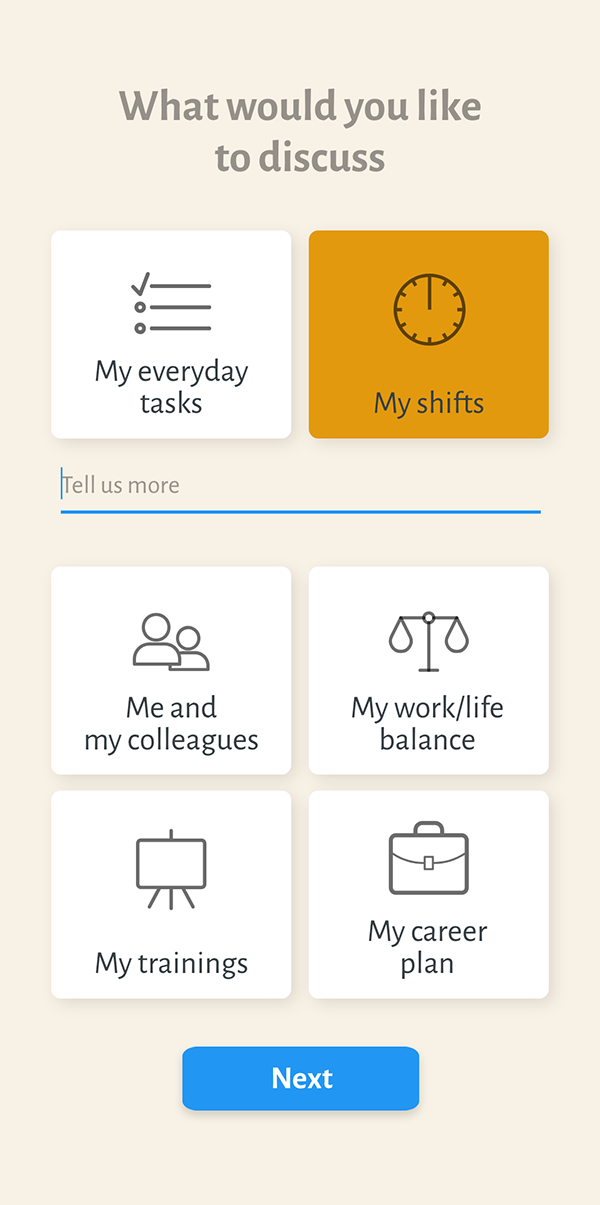 What would you like
to discuss
My everyday
tasks
My shifts
Tell us more
Me and
my colleagues
My work/life
balance
My trainings
My career
plan
Next